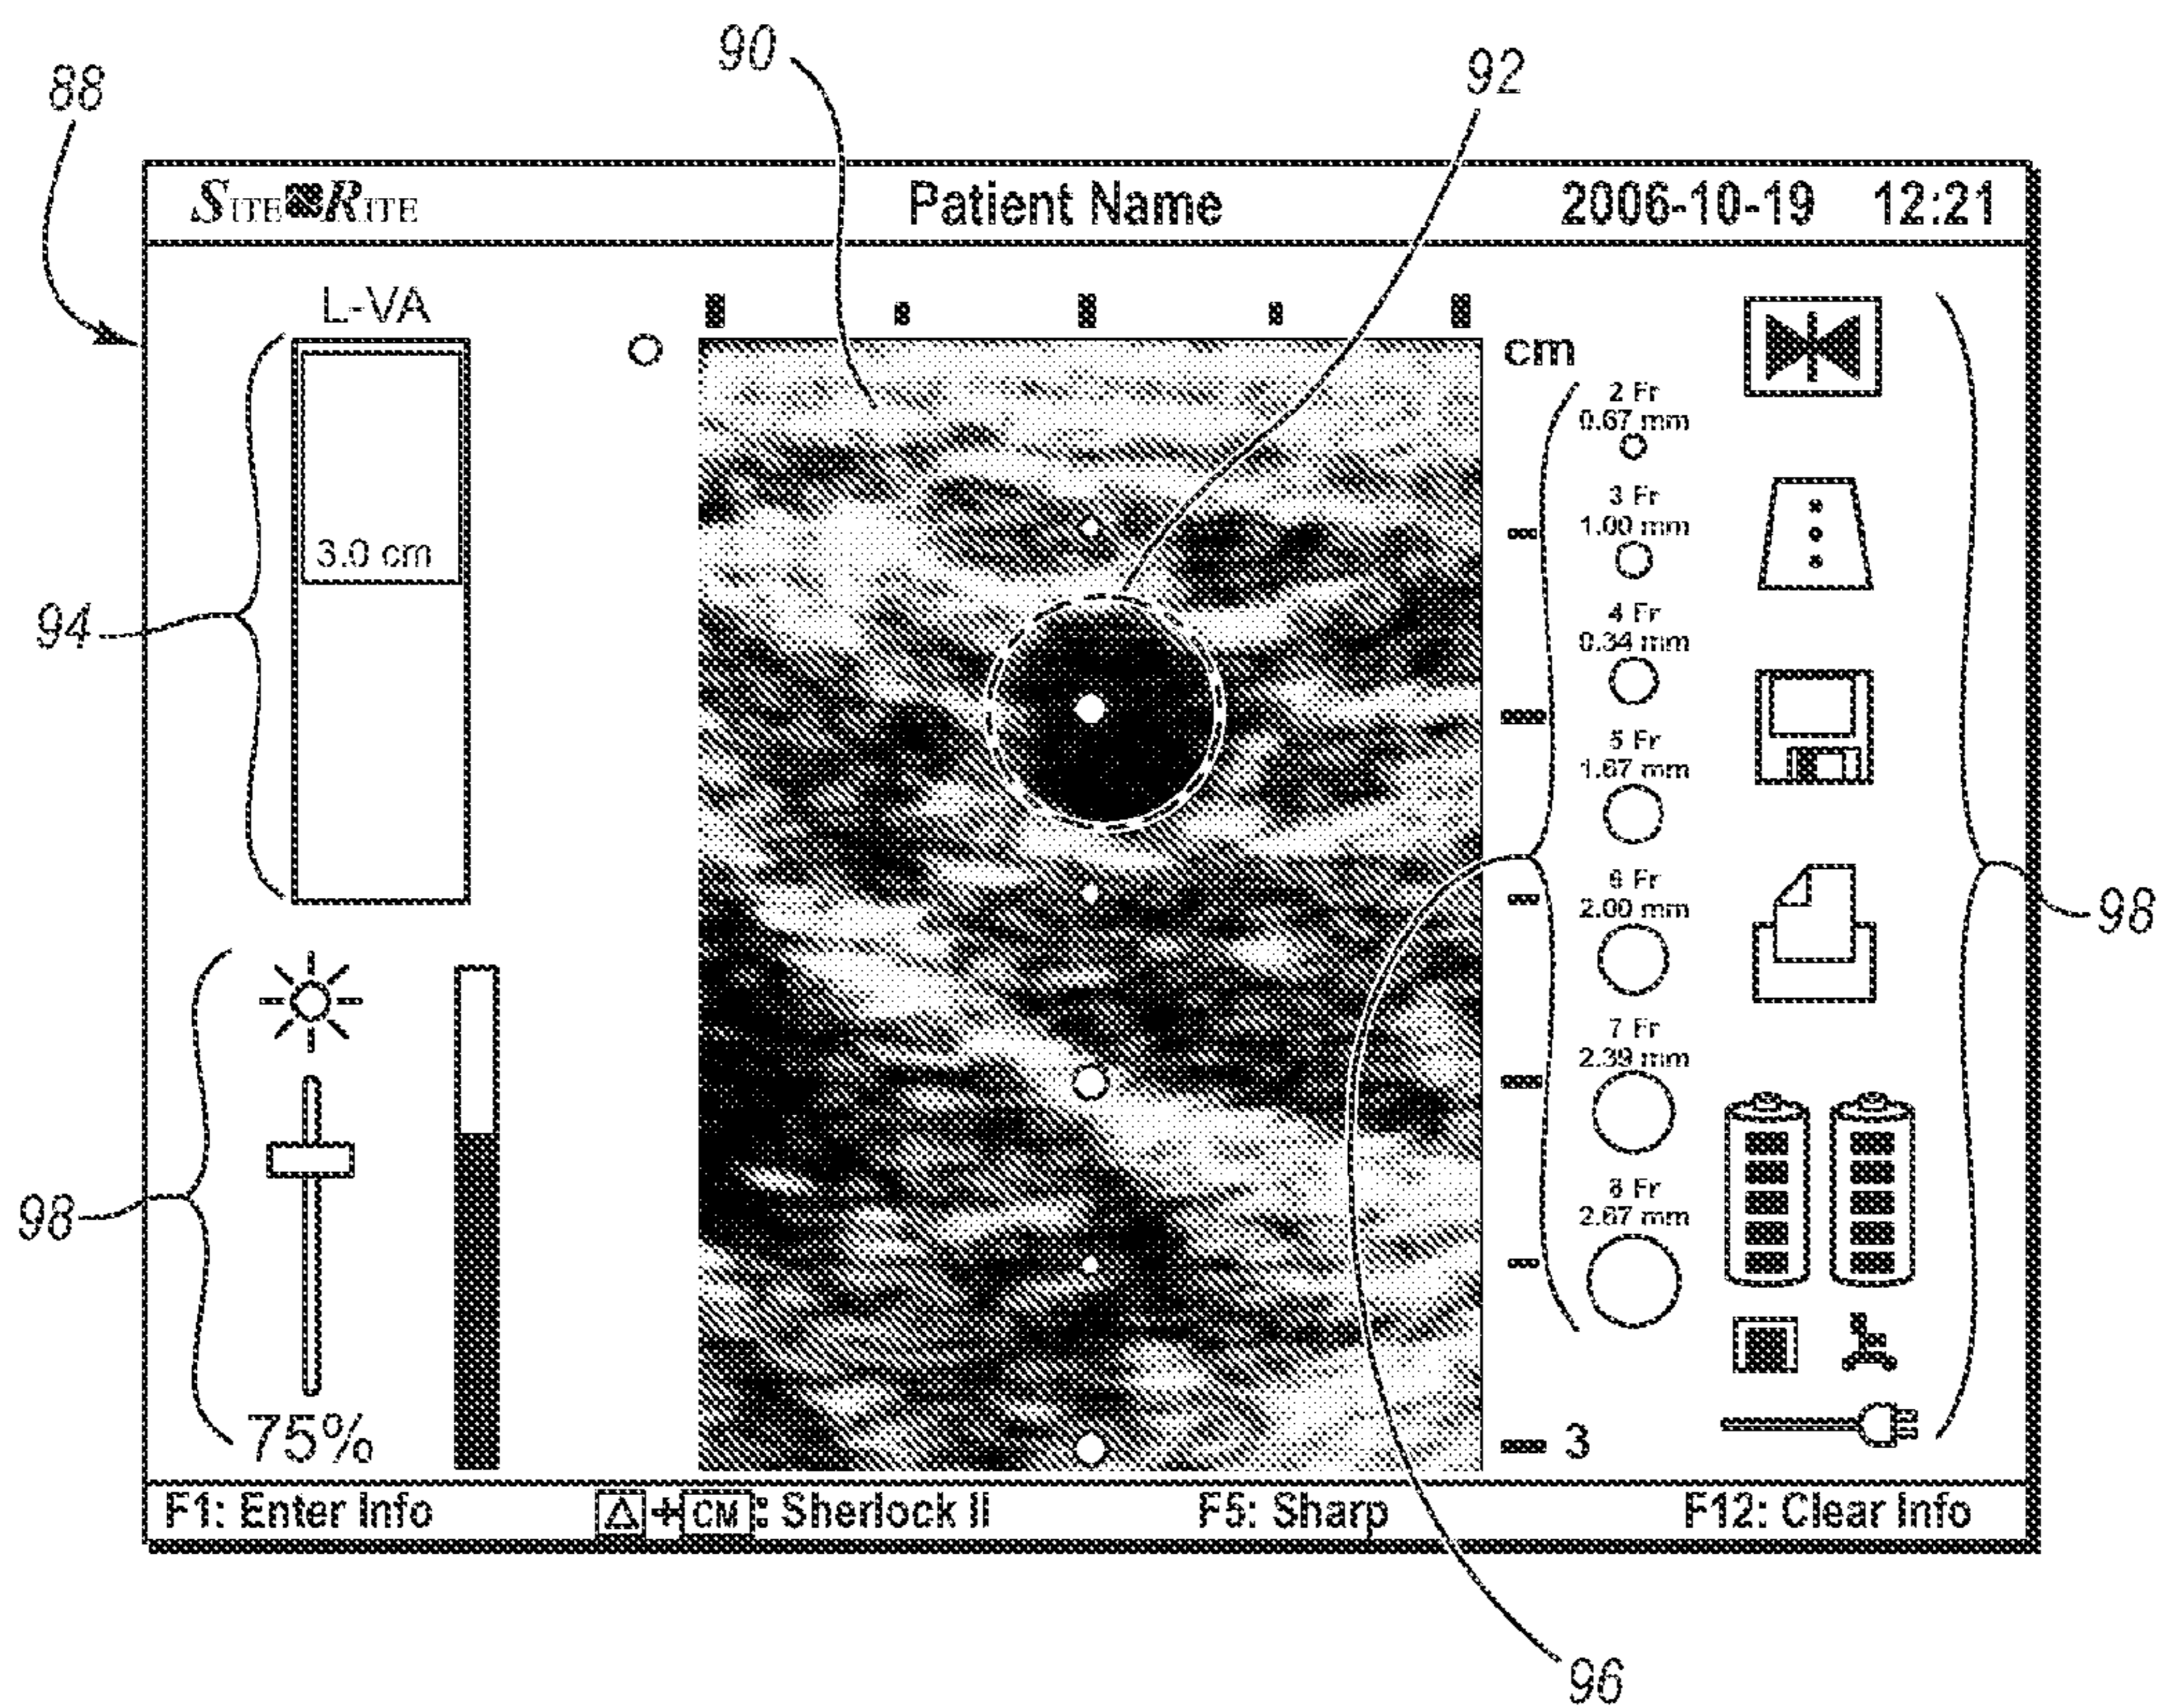 90
92
88
SITE RITE
Patient Name
2006-10-19 12:21
L-VA
cm
2 Fr
0.67 mm
3 Fr
1.00 mm
3.0 cm
4 Fr
0.34 mm
94
5 Fr
1.67 mm
6 Fr
2.00 mm
98
7 Fr
2.39 mm
8 Fr
2.67 mm
98
75%
3
F1: Enter Info
△+CM: Sherlock II
F5: Sharp
F12: Clear Info
96